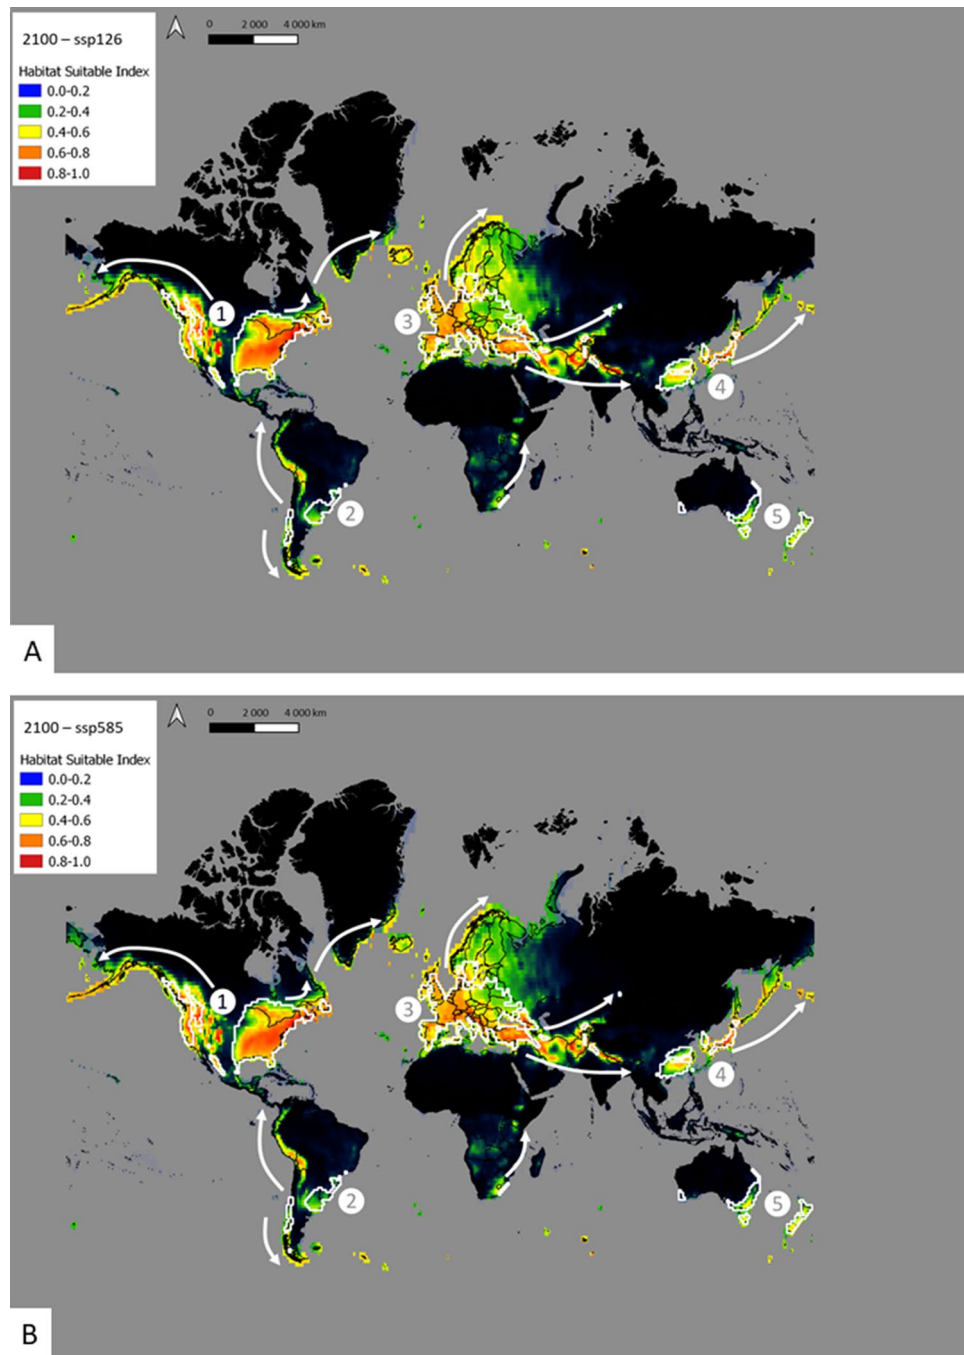 2100 – ssp126
0 2 000 4 000 km
Habitat Suitable Index
0.0-0.2
0.2-0.4
0.4-0.6
0.6-0.8
0.8-1.0
1
3
4
2
5
A
2100 – ssp585
0 2 000 4 000 km
Habitat Suitable Index
0.0-0.2
0.2-0.4
0.4-0.6
0.6-0.8
0.8-1.0
1
3
4
2
5
B